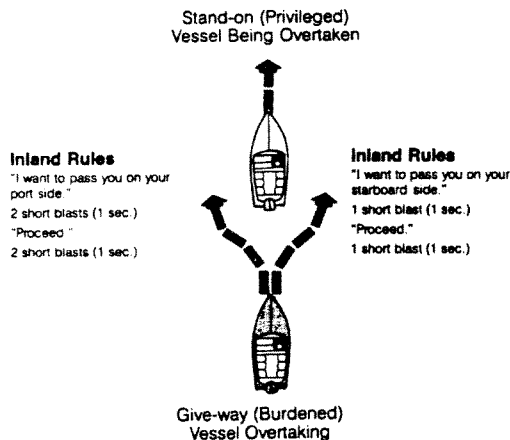 Stand-on (Privileged)
Vessel Being Overtaken
Inland Rules
"I want to pass you on your
port side."
2 short blasts (1 sec.)
"Proceed "
2 short blasts (1 sec.)
Inland Rules
"I want to pass you on your
starboard side."
1 short blast (1 sec.)
"Proceed."
1 short blast (1 sec.)
Give-way (Burdened)
Vessel Overtaking